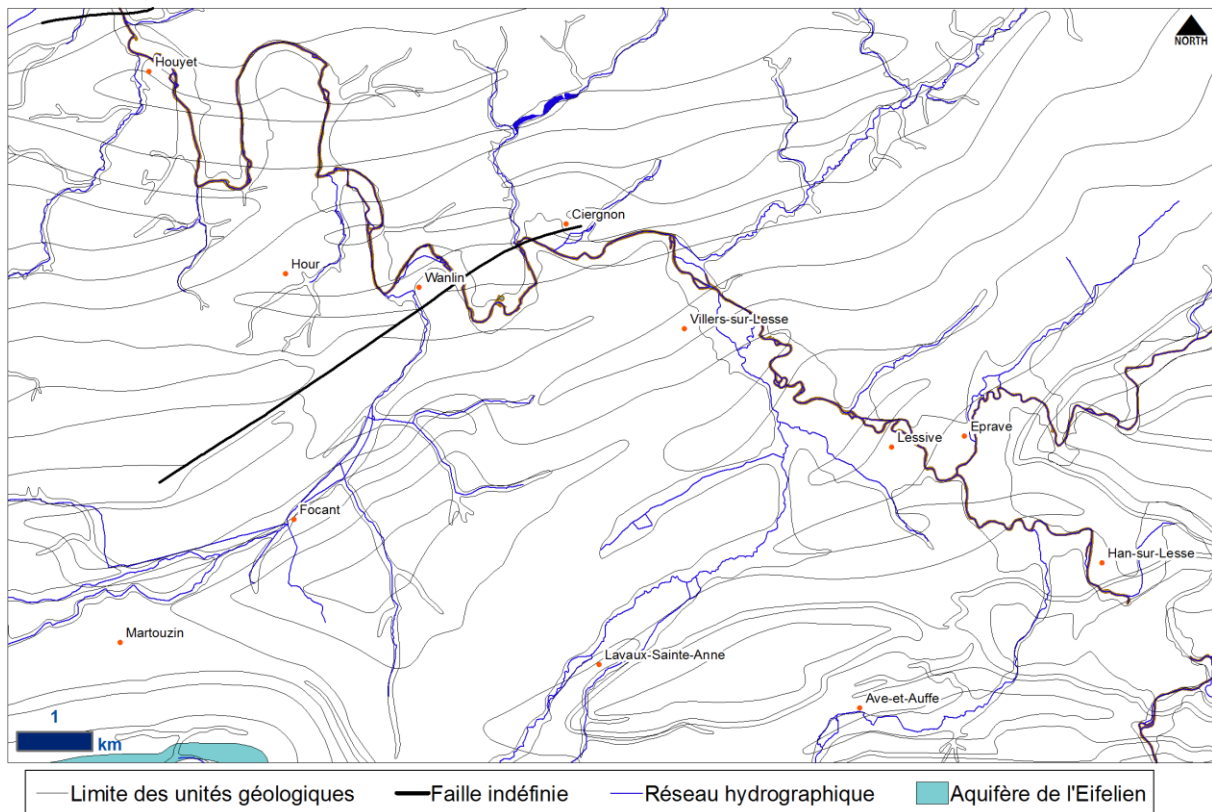 NORTH
Houyet
Ciergnon
Hour
Wanlin
Villers-sur-Lesse
Lessive
Eprave
Focant
Han-sur-Lesse
Martouzin
Lavaux-Sainte-Anne
Ave-et-Auffe
1
km
Limite des unités géologiques
Faille indéfinie
Réseau hydrographique
Aquifère de l'Eifelien